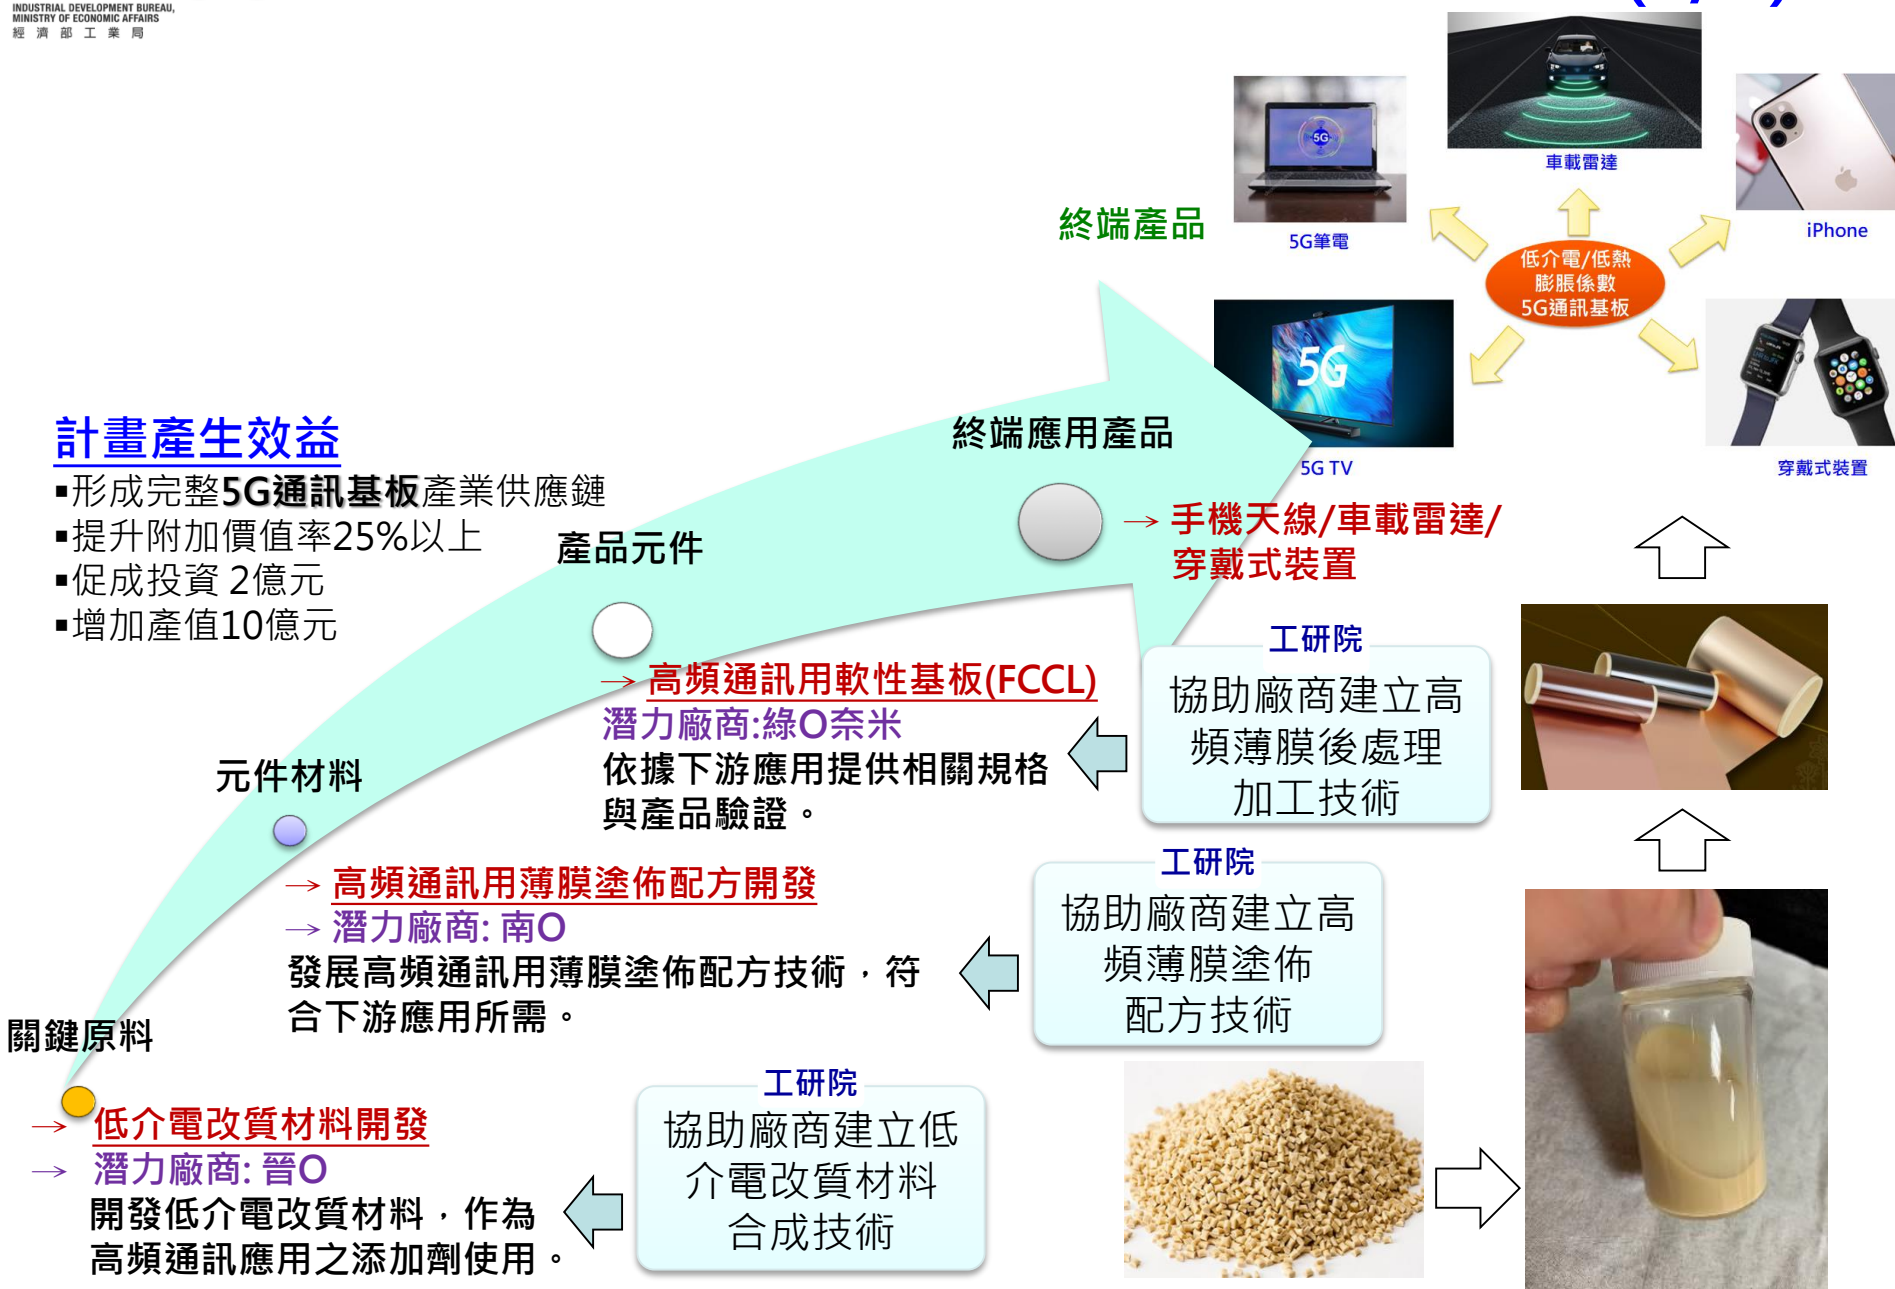 INDUSTRIAL DEVELOPMENT BUREAU,
MINISTRY OF ECONOMIC AFFAIRS
經濟部工業局
車載雷達
5G
5G筆電
iPhone
終端產品
低介電/低熱
膨脹係數
5G通訊基板
5G
5G TV
穿戴式裝置
計畫產生效益
▪形成完整5G通訊基板產業供應鏈
▪提升附加價值率25%以上
▪促成投資 2億元
▪增加產值10億元
終端應用產品
→ 手機天線/車載雷達/
穿戴式裝置
產品元件
→ 高頻通訊用軟性基板(FCCL)
潛力廠商:綠O奈米
依據下游應用提供相關規格
與產品驗證。
工研院
協助廠商建立高
頻薄膜後處理
加工技術
元件材料
→ 高頻通訊用薄膜塗佈配方開發
→ 潛力廠商: 南O
發展高頻通訊用薄膜塗佈配方技術，符
合下游應用所需。
工研院
協助廠商建立高
頻薄膜塗佈
配方技術
關鍵原料
→ 低介電改質材料開發
→ 潛力廠商: 晉O
開發低介電改質材料，作為
高頻通訊應用之添加劑使用。
工研院
協助廠商建立低
介電改質材料
合成技術